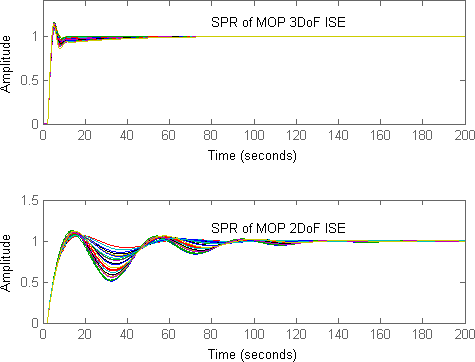 SPR of MOP 3DoF ISE
1
0.5
0
Amplitude
0 20 40 60 80 100 120 140 160 180 200
Time (seconds)
1.5
SPR of MOP 2DoF ISE
1
0.5
0
Amplitude
0 20 40 60 80 100 120 140 160 180 200
Time (seconds)